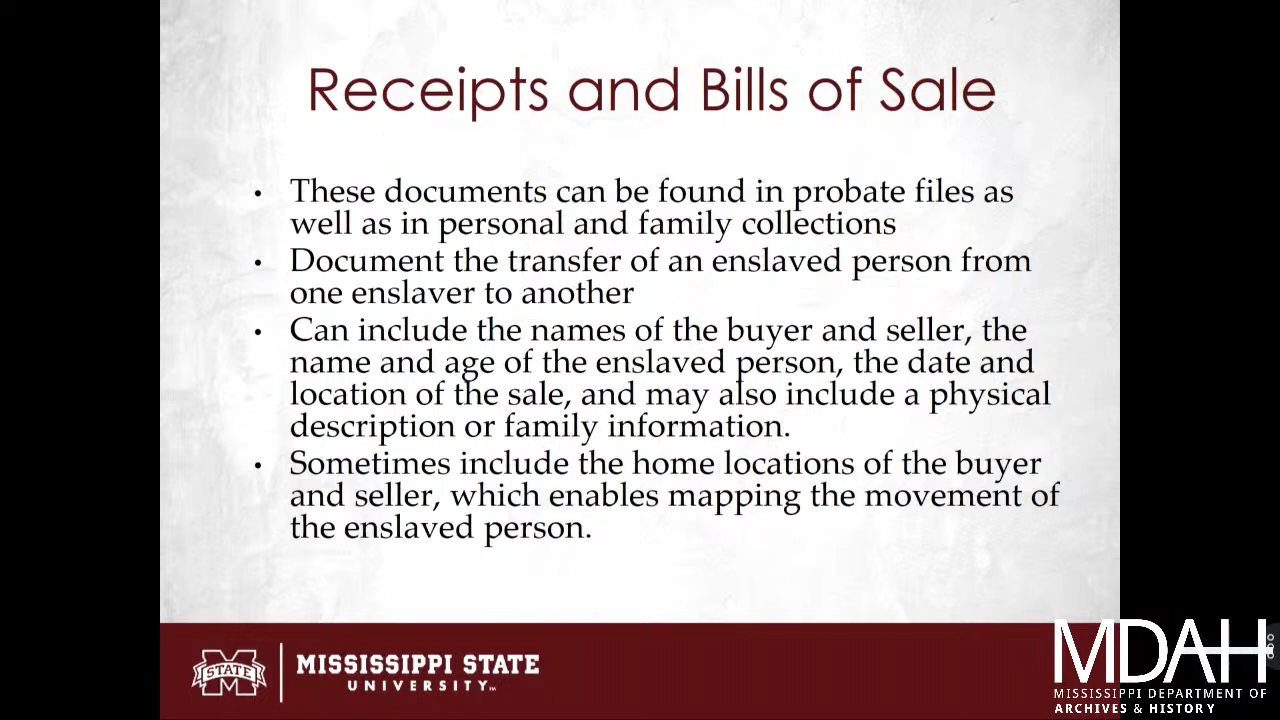 Receipts and Bills of Sale
• These documents can be found in probate files as
well as in personal and family collections
• Document the transfer of an enslaved person from
one enslaver to another
• Can include the names of the buyer and seller, the
name and age of the enslaved person, the date and
location of the sale, and may also include a physical
description or family information.
• Sometimes include the home locations of the buyer
and seller, which enables mapping the movement of
the enslaved person.
STATE
MISSISSIPPI STATE
UNIVERSITY™
MDAH
MISSISSIPPI DEPARTMENT OF
ARCHIVES & HISTORY